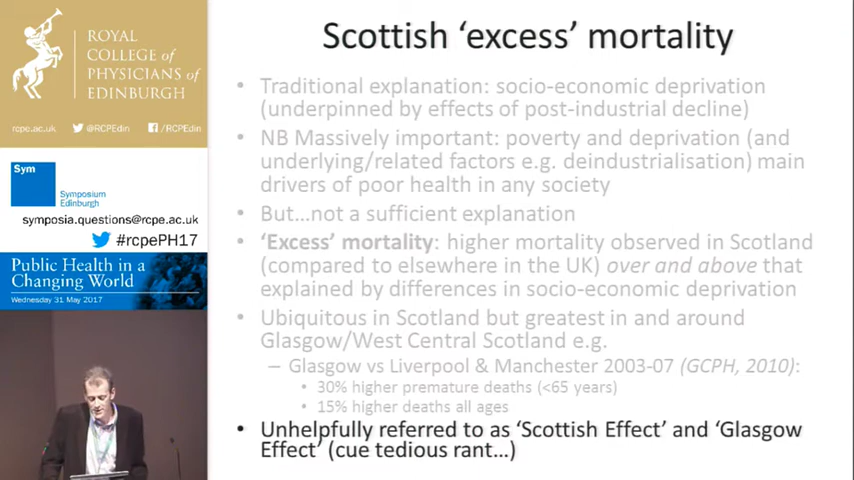 ROYAL
COLLEGE of
PHYSICIANS of
EDINBURGH
rcpe.ac.uk @RCPEdin /RCPEdin
Sym
Symposium
Edinburgh
symposia.questions@rcpe.ac.uk
#rcpePH17
Public Health in a
Changing World
Wednesday 31 May 2017
Scottish ‘excess’ mortality
• Traditional explanation: socio-economic deprivation
(underpinned by effects of post-industrial decline)
• NB Massively important: poverty and deprivation (and
underlying/related factors e.g. deindustrialisation) main
drivers of poor health in any society
• But…not a sufficient explanation
• ‘Excess’ mortality: higher mortality observed in Scotland
(compared to elsewhere in the UK) over and above that
explained by differences in socio-economic deprivation
• Ubiquitous in Scotland but greatest in and around
Glasgow/West Central Scotland e.g.
– Glasgow vs Liverpool & Manchester 2003-07 (GCPH, 2010):
• 30% higher premature deaths (<65 years)
• 15% higher deaths all ages
• Unhelpfully referred to as ‘Scottish Effect’ and ‘Glasgow
Effect’ (cue tedious rant…)